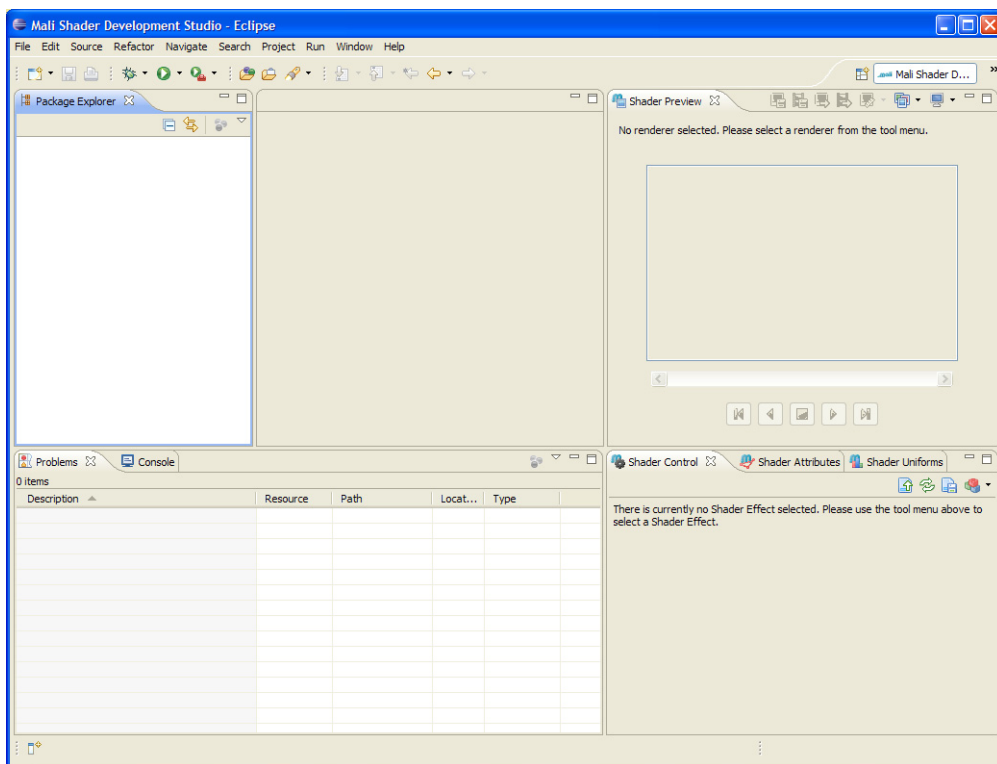 Mali Shader Development Studio - Eclipse
File Edit Source Refactor Navigate Search Project Run Window Help
Mali Shader D...
Package Explorer
Shader Preview
No renderer selected. Please select a renderer from the tool menu.
Problems Console
0 items
Description Resource Path Locat... Type
Shader Control Shader Attributes Shader Uniforms
There is currently no Shader Effect selected. Please use the tool menu above to
select a Shader Effect.